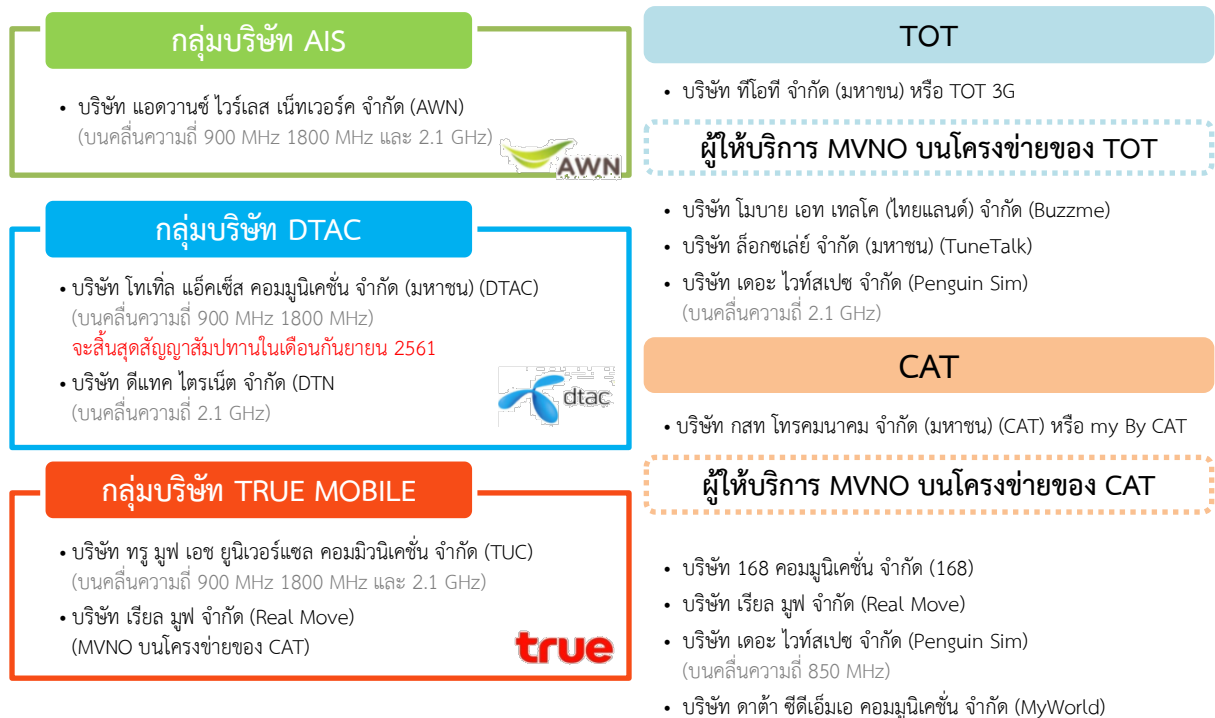 กลุ่มบริษัท AIS
• บริษัท แอดวานซ์ ไวร์เลส เน็ทเวอร์ค จำกัด (AWN)
(บนคลื่นความถี่ 900 MHz 1800 MHz และ 2.1 GHz)
AWN
กลุ่มบริษัท DTAC
• บริษัท โทเทิ่ล แอ็คเซ็ส คอมมูนิเคชั่น จำกัด (มหาชน) (DTAC)
(บนคลื่นความถี่ 900 MHz 1800 MHz)
จะสิ้นสุดสัญญาสัมปทานในเดือนกันยายน 2561
• บริษัท ดีแทค ไตรเน็ต จำกัด (DTN
(บนคลื่นความถี่ 2.1 GHz)
dtac
กลุ่มบริษัท TRUE MOBILE
• บริษัท ทรู มูฟ เอช ยูนิเวอร์แซล คอมมิวนิเคชั่น จำกัด (TUC)
(บนคลื่นความถี่ 900 MHz 1800 MHz และ 2.1 GHz)
• บริษัท เรียล มูฟ จำกัด (Real Move)
(MVNO บนโครงข่ายของ CAT)
true
TOT
• บริษัท ทีโอที จำกัด (มหาขน) หรือ TOT 3G
ผู้ให้บริการ MVNO บนโครงข่ายของ TOT
• บริษัท โมบาย เอท เทลโค (ไทยแลนด์) จำกัด (Buzzme)
• บริษัท ล็อกซเล่ย์ จำกัด (มหาชน) (TuneTalk)
• บริษัท เดอะ ไวท์สเปซ จำกัด (Penguin Sim)
(บนคลื่นความถี่ 2.1 GHz)
CAT
• บริษัท กสท โทรคมนาคม จำกัด (มหาชน) (CAT) หรือ my By CAT
ผู้ให้บริการ MVNO บนโครงข่ายของ CAT
• บริษัท 168 คอมมูนิเคชั่น จำกัด (168)
• บริษัท เรียล มูฟ จำกัด (Real Move)
• บริษัท เดอะ ไวท์สเปซ จำกัด (Penguin Sim)
(บนคลื่นความถี่ 850 MHz)
• บริษัท ดาต้า ซีดีเอ็มเอ คอมมูนิเคชั่น จำกัด (MyWorld)